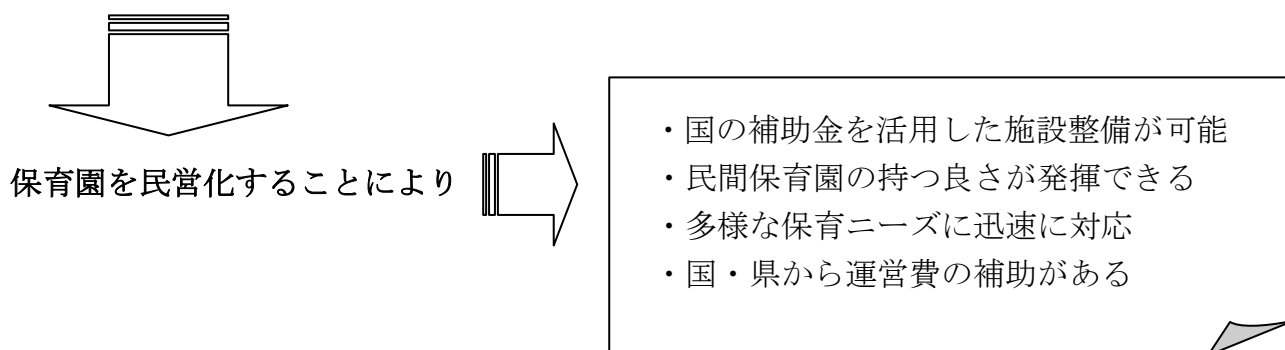 保育園を民営化することにより
・国の補助金を活用した施設整備が可能
・民間保育園の持つ良さが発揮できる
・多様な保育ニーズに迅速に対応
・国・県から運営費の補助がある